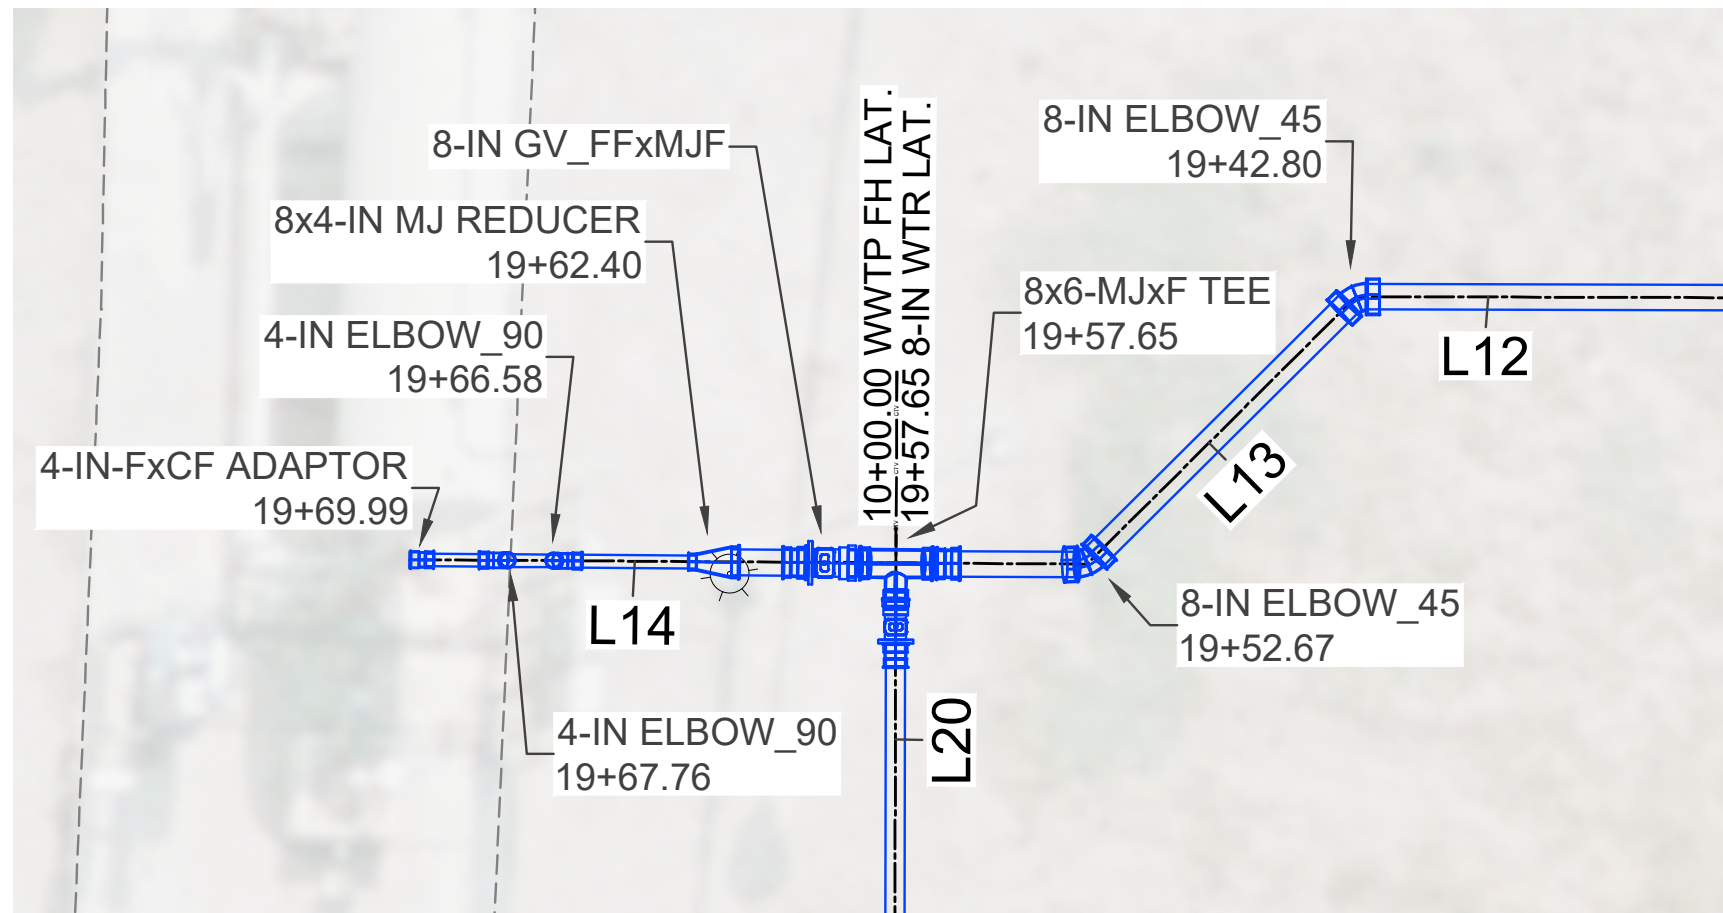 8-IN ELBOW_45
19+42.80
8-IN GV_FFxMJF
10+00.00 WWTP FH LAT.
19+57.65 8-IN WTR LAT.
8x4-IN MJ REDUCER
19+62.40
8x6-MJxF TEE
19+57.65
4-IN ELBOW_90
19+66.58
L12
4-IN-FxCF ADAPTOR
19+69.99
L13
8-IN ELBOW_45
19+52.67
L14
L20
4-IN ELBOW_90
19+67.76